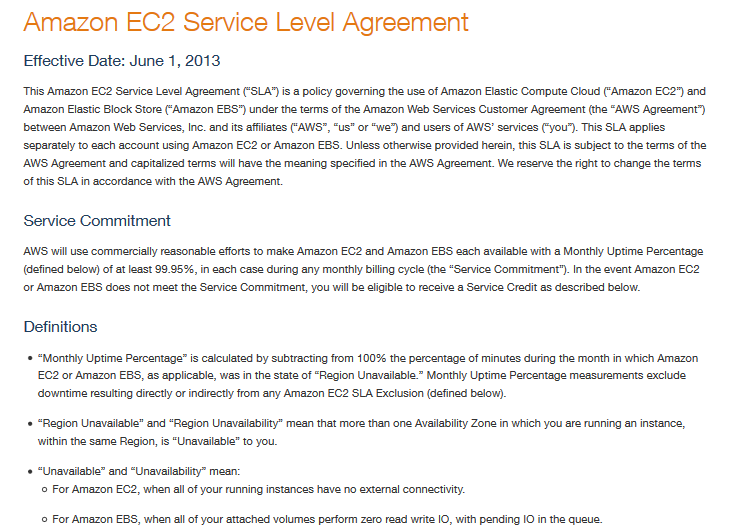 Amazon EC2 Service Level Agreement
Effective Date: June 1, 2013
This Amazon EC2 Service Level Agreement (“SLA”) is a policy governing the use of Amazon Elastic Compute Cloud (“Amazon EC2”) and
Amazon Elastic Block Store (“Amazon EBS”) under the terms of the Amazon Web Services Customer Agreement (the “AWS Agreement”)
between Amazon Web Services, Inc. and its affiliates (“AWS”, “us” or “we”) and users of AWS’ services (“you”). This SLA applies
separately to each account using Amazon EC2 or Amazon EBS. Unless otherwise provided herein, this SLA is subject to the terms of the
AWS Agreement and capitalized terms will have the meaning specified in the AWS Agreement. We reserve the right to change the terms
of this SLA in accordance with the AWS Agreement.
Service Commitment
AWS will use commercially reasonable efforts to make Amazon EC2 and Amazon EBS each available with a Monthly Uptime Percentage
(defined below) of at least 99.95%, in each case during any monthly billing cycle (the “Service Commitment”). In the event Amazon EC2
or Amazon EBS does not meet the Service Commitment, you will be eligible to receive a Service Credit as described below.
Definitions
• “Monthly Uptime Percentage” is calculated by subtracting from 100% the percentage of minutes during the month in which Amazon
EC2 or Amazon EBS, as applicable, was in the state of “Region Unavailable.” Monthly Uptime Percentage measurements exclude
downtime resulting directly or indirectly from any Amazon EC2 SLA Exclusion (defined below).
• “Region Unavailable” and “Region Unavailability” mean that more than one Availability Zone in which you are running an instance,
within the same Region, is “Unavailable” to you.
• “Unavailable” and “Unavailability” mean:
○ For Amazon EC2, when all of your running instances have no external connectivity.
○ For Amazon EBS, when all of your attached volumes perform zero read write IO, with pending IO in the queue.